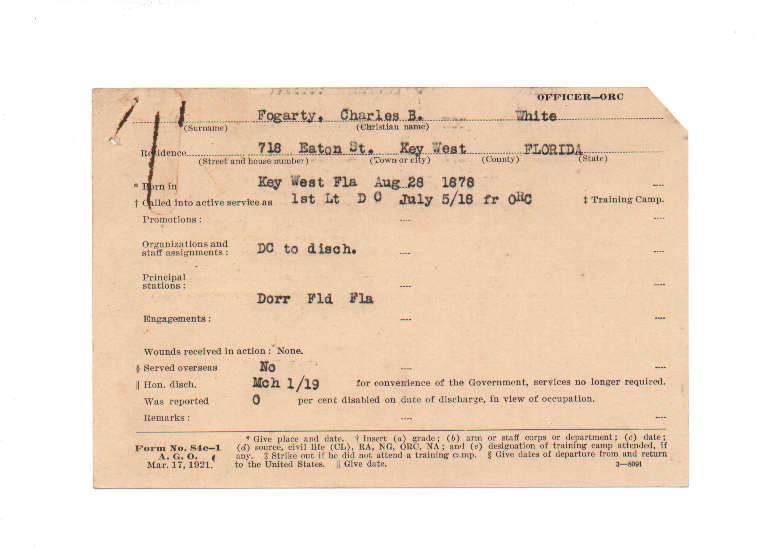 OFFICER—ORC
Fogarty, Charles B. White
(Surname) (Christian name)
Residence 718 Eaton St. Key West FLORIDA
(Street and house number) (Town or city) (County) (State)
* Born in Key West Fla Aug 28 1878
† Called into active service as 1st Lt D C July 5/18 fr ORC ‡ Training Camp.
Promotions:
Organizations and
staff assignments: DC to disch.
Principal
stations:
Dorr Fld Fla
Engagements:
Wounds received in action: None.
§ Served overseas No
|| Hon. disch. Mch 1/19 for convenience of the Government, services no longer required.
Was reported 0 per cent disabled on date of discharge, in view of occupation.
Remarks:
Form No. 84c–1
A. G. O.
Mar. 17, 1921.
* Give place and date. † Insert (a) grade; (b) arm or staff corps or department; (c) date;
(d) source, civil life (CL), RA, NG, ORC, NA; and (e) designation of training camp attended, if
any. ‡ Strike out if he did not attend a training camp. § Give dates of departure from and return
to the United States. || Give date.
3—8091